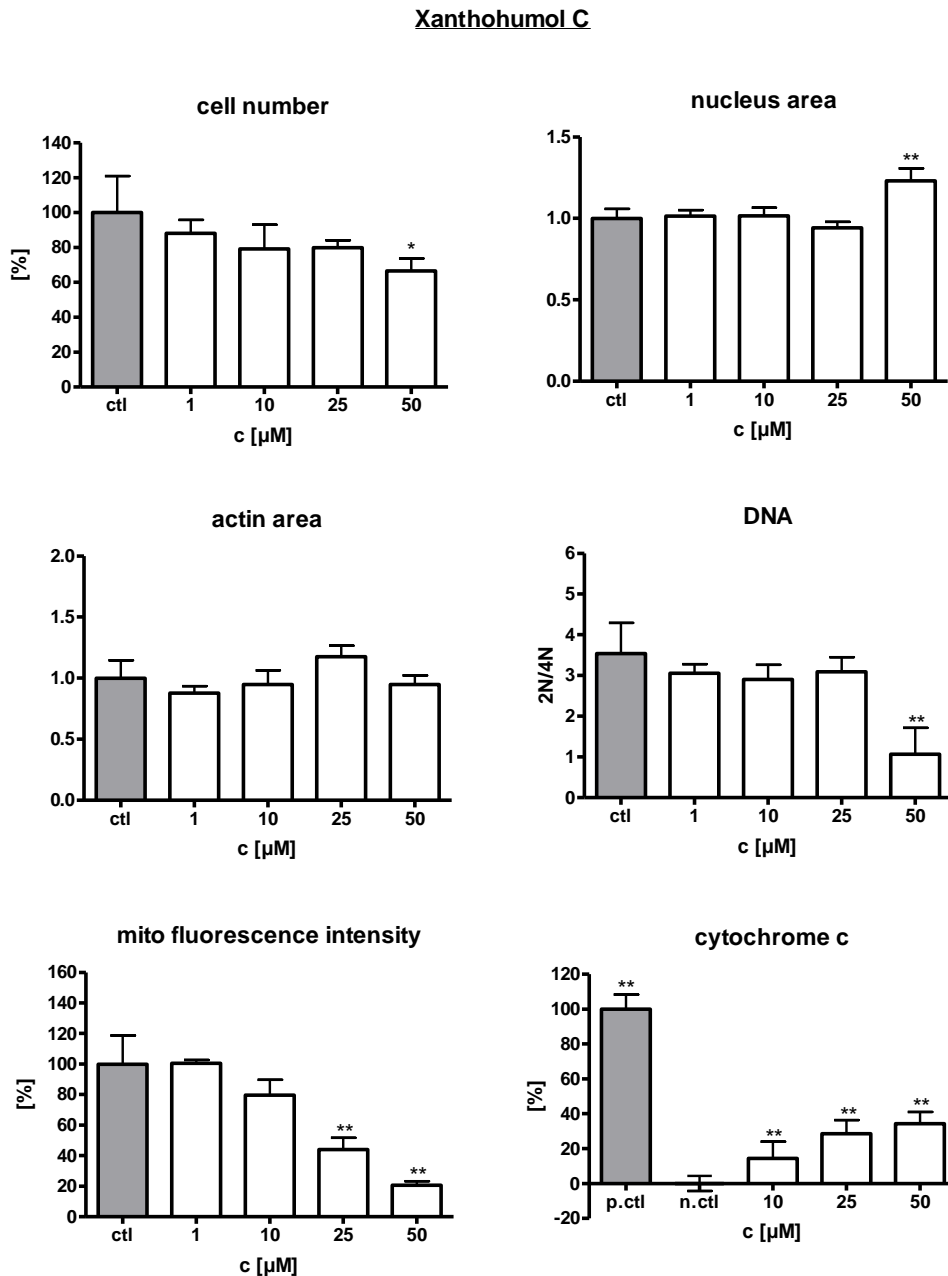 Xanthohumol C
cell number
140
120
100
80
60
40
20
0
[%]
*
ctl 1 10 25 50
c [µM]
nucleus area
1.5
1.0
0.5
0.0
**
ctl 1 10 25 50
c [µM]
actin area
2.0
1.5
1.0
0.5
0.0
ctl 1 10 25 50
c [µM]
DNA
6
5
4
3
2
1
0
2N/4N
**
ctl 1 10 25 50
c [µM]
mito fluorescence intensity
160
140
120
100
80
60
40
20
0
[%]
** **
ctl 1 10 25 50
c [µM]
cytochrome c
120
100
80
60
40
20
0
-20
[%]
** ** ** **
p.ctl n.ctl 10 25 50
c [µM]